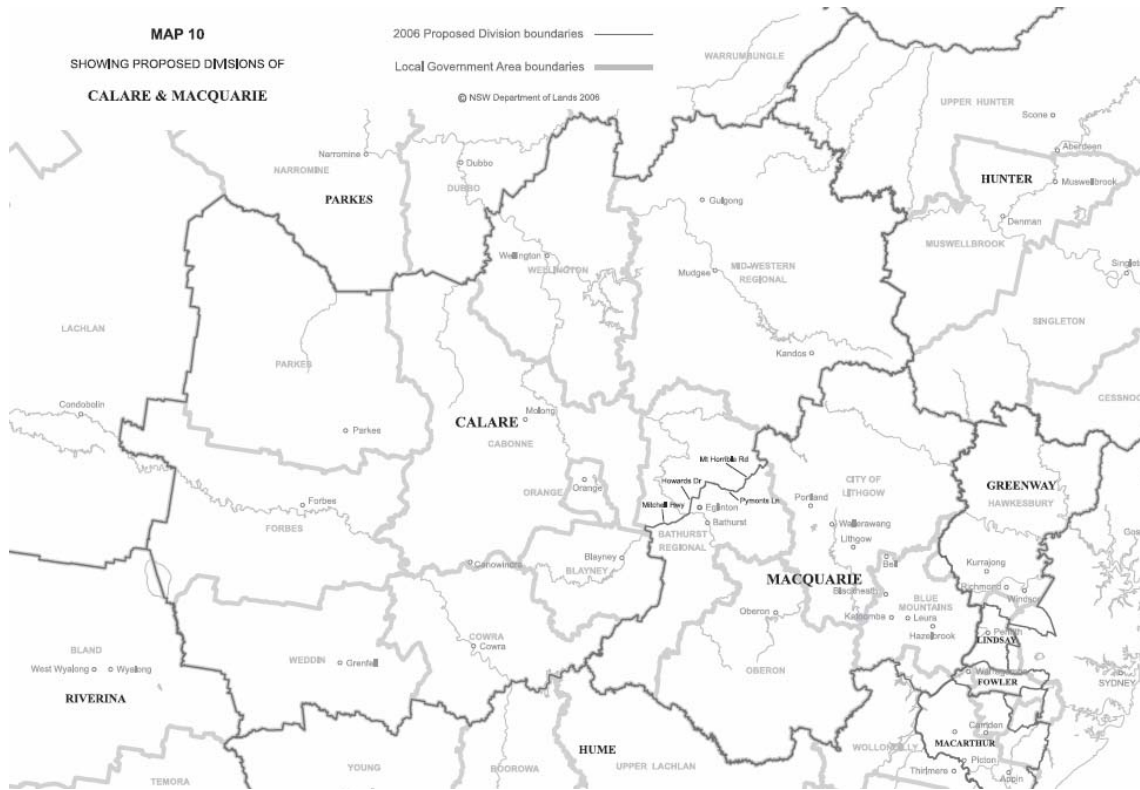 MAP 10
SHOWING PROPOSED DIVISIONS OF
CALARE & MACQUARIE
2006 Proposed Division boundaries
Local Government Area boundaries
© NSW Department of Lands 2006
WARRUMBUNGLE
UPPER HUNTER
Scone
Aberdeen
Narromine
NARROMINE
Dubbo
DUBBO
PARKES
HUNTER
Muswellbrook
Gulgong
Denman
MUSWELLBROOK
Wellington
WELLINGTON
Mudgee
MID-WESTERN
REGIONAL
SINGLETON
LACHLAN
PARKES
Kandos
CESSNOCK
Condobolin
Molong
CALARE
CABONNE
Parkes
Mt Horrible Rd
Howards Dr
Pymonts Ln
Mitchell Hwy
ORANGE
Orange
Eglinton
Bathurst
BATHURST
REGIONAL
CITY OF
LITHGOW
Portland
Wallerawang
Lithgow
GREENWAY
HAWKESBURY
Forbes
FORBES
Canowindra
Blayney
BLAYNEY
Bell
Kurrajong
Richmond
Windsor
MACQUARIE
Blackheath
BLUE
MOUNTAINS
Katoomba
Leura
Hazelbrook
Oberon
OBERON
COWRA
Cowra
WEDDIN
Grenfell
BLAND
West Wyalong
Wyalong
RIVERINA
Penrith
LINDSAY
Warragamba
FOWLER
SYDNEY
Camden
MACARTHUR
WOLLONDILLY
Picton
Thirlmere
Appin
HUME
UPPER LACHLAN
TEMORA
YOUNG
BOOROWA